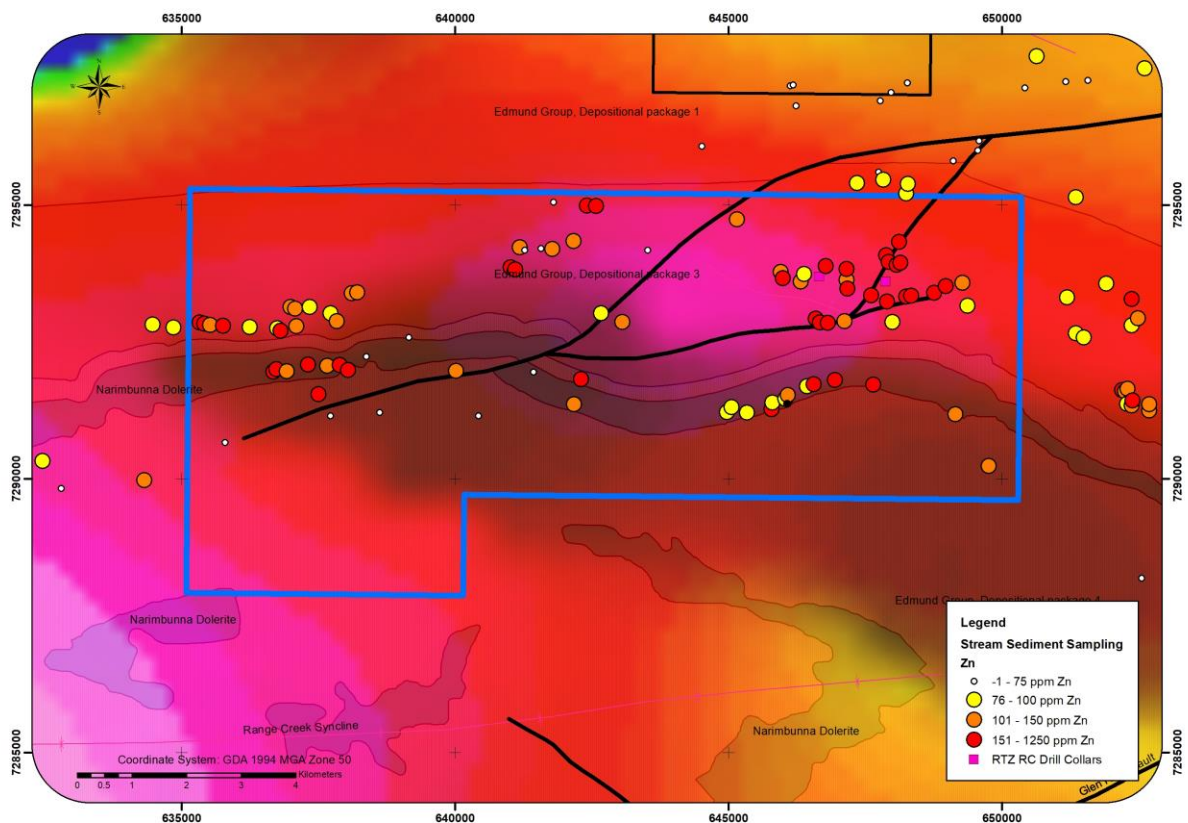 635000
640000
645000
650000
Edmund Group, Depositional package 1
7295000
7295000
Edmund Group, Depositional package 3
Narimbunna Dolerite
7290000
7290000
Edmund Group, Depositional package 4
Narimbunna Dolerite
Legend
Stream Sediment Sampling
Zn
-1 - 75 ppm Zn
76 - 100 ppm Zn
101 - 150 ppm Zn
151 - 1250 ppm Zn
RTZ RC Drill Collars
Range Creek Syncline
Narimbunna Dolerite
Coordinate System: GDA 1994 MGA Zone 50
Kilometers
0 0.5 1 2 3 4
7285000
7285000
Glen
ault
635000
640000
645000
650000